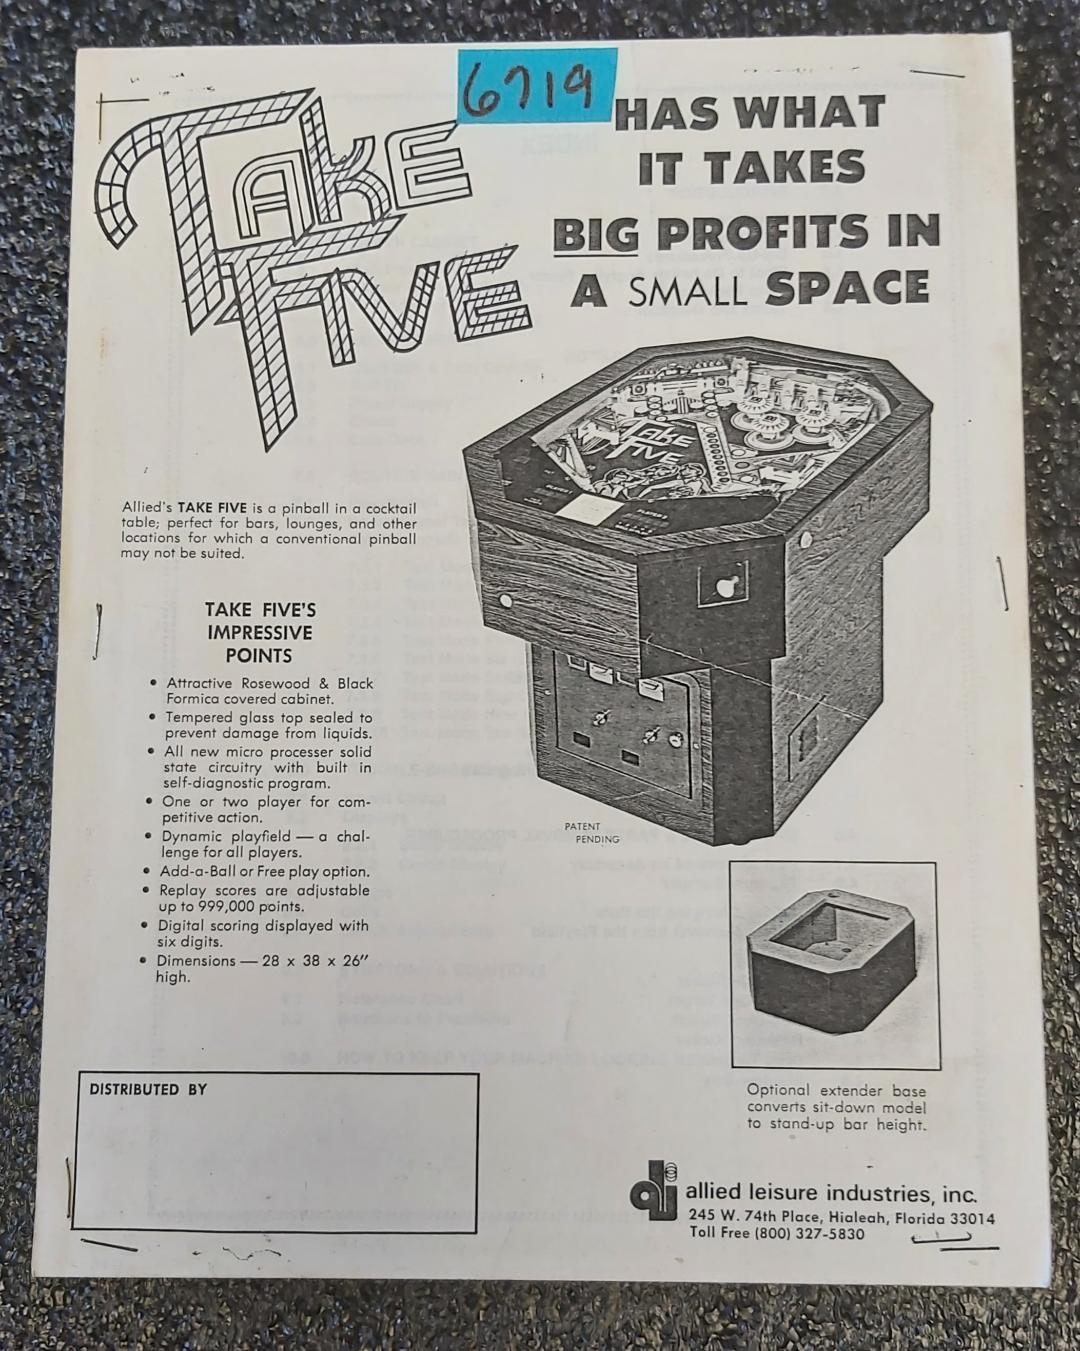 6719
TAKE
FIVE
HAS WHAT
IT TAKES
BIG PROFITS IN
A SMALL SPACE
TAKE
FIVE
Allied's TAKE FIVE is a pinball in a cocktail
table; perfect for bars, lounges, and other
locations for which a conventional pinball
may not be suited.
TAKE FIVE'S
IMPRESSIVE
POINTS
• Attractive Rosewood & Black
Formica covered cabinet.
• Tempered glass top sealed to
prevent damage from liquids.
• All new micro processer solid
state circuitry with built in
self-diagnostic program.
• One or two player for com-
petitive action.
• Dynamic playfield — a chal-
lenge for all players.
• Add-a-Ball or Free play option.
• Replay scores are adjustable
up to 999,000 points.
• Digital scoring displayed with
six digits.
• Dimensions — 28 x 38 x 26"
high.
PATENT
PENDING
Optional extender base
converts sit-down model
to stand-up bar height.
DISTRIBUTED BY
ali allied leisure industries, inc.
245 W. 74th Place, Hialeah, Florida 33014
Toll Free (800) 327-5830